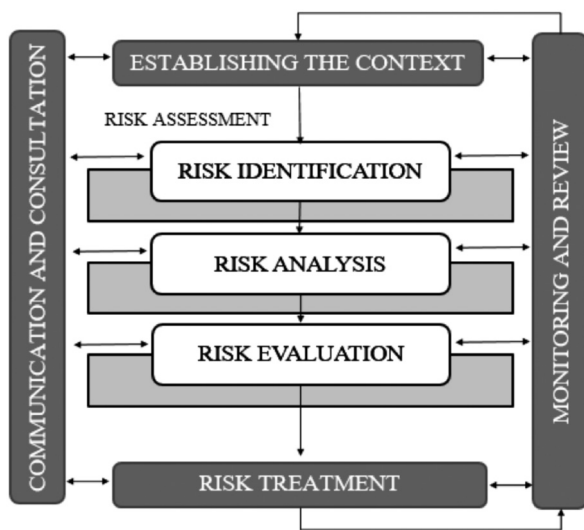 ESTABLISHING THE CONTEXT
RISK ASSESSMENT
RISK IDENTIFICATION
RISK ANALYSIS
RISK EVALUATION
RISK TREATMENT
COMMUNICATION AND CONSULTATION
MONITORING AND REVIEW